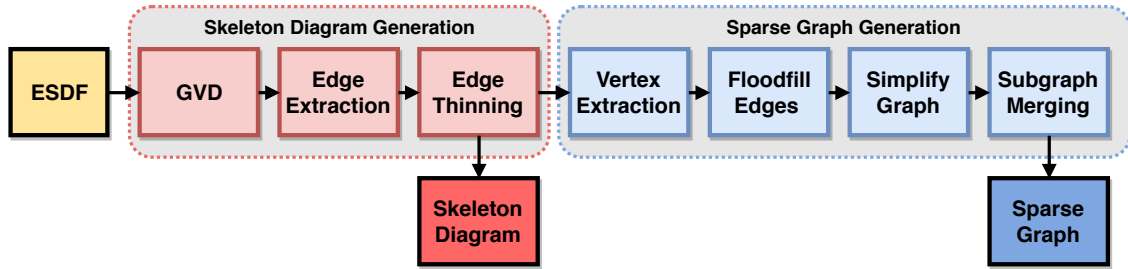 Skeleton Diagram Generation
Sparse Graph Generation
ESDF
GVD
Edge
Extraction
Edge
Thinning
Vertex
Extraction
Floodfill
Edges
Simplify
Graph
Subgraph
Merging
Skeleton
Diagram
Sparse
Graph